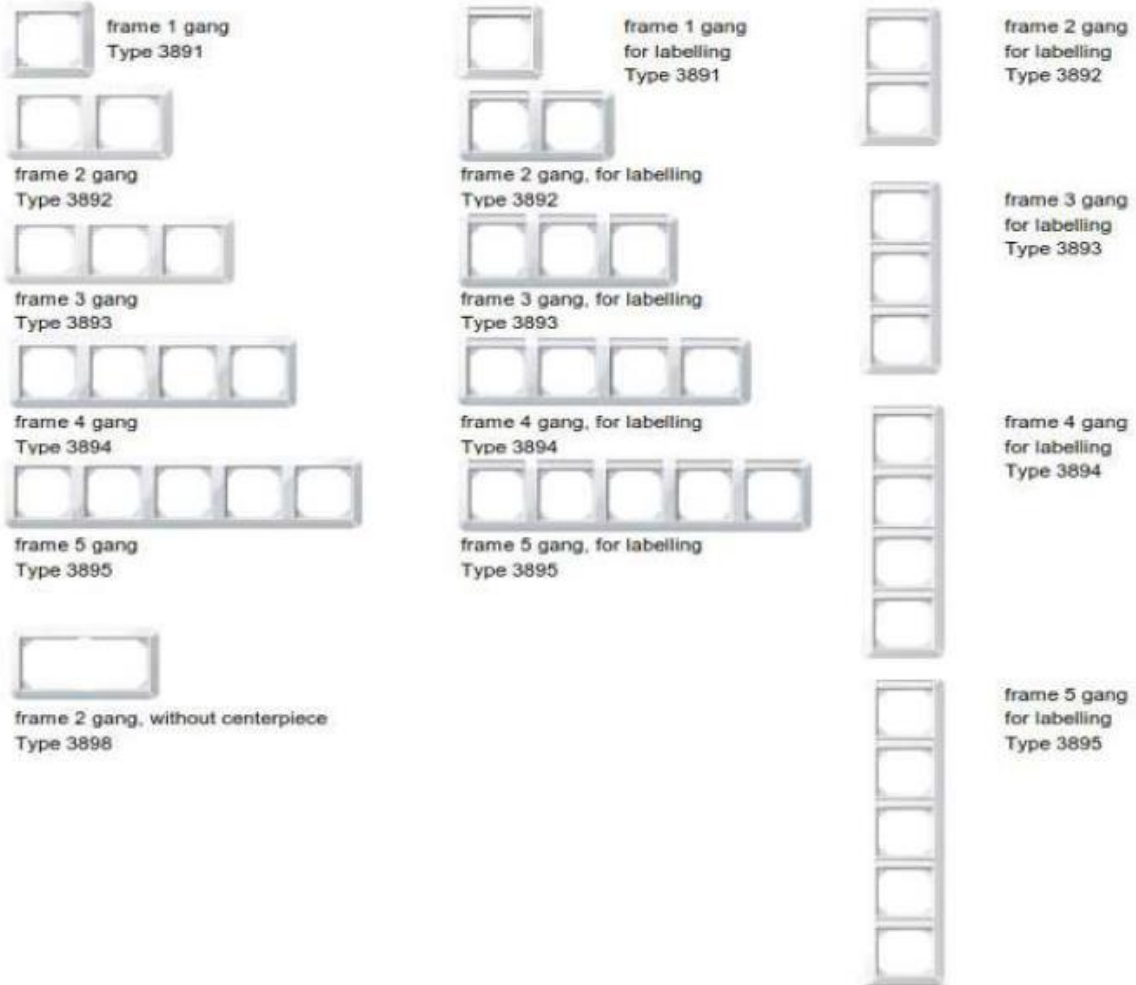 frame 1 gang
Type 3891
frame 2 gang
Type 3892
frame 3 gang
Type 3893
frame 4 gang
Type 3894
frame 5 gang
Type 3895
frame 2 gang, without centerpiece
Type 3898
frame 1 gang
for labelling
Type 3891
frame 2 gang, for labelling
Type 3892
frame 3 gang, for labelling
Type 3893
frame 4 gang, for labelling
Type 3894
frame 5 gang, for labelling
Type 3895
frame 2 gang
for labelling
Type 3892
frame 3 gang
for labelling
Type 3893
frame 4 gang
for labelling
Type 3894
frame 5 gang
for labelling
Type 3895